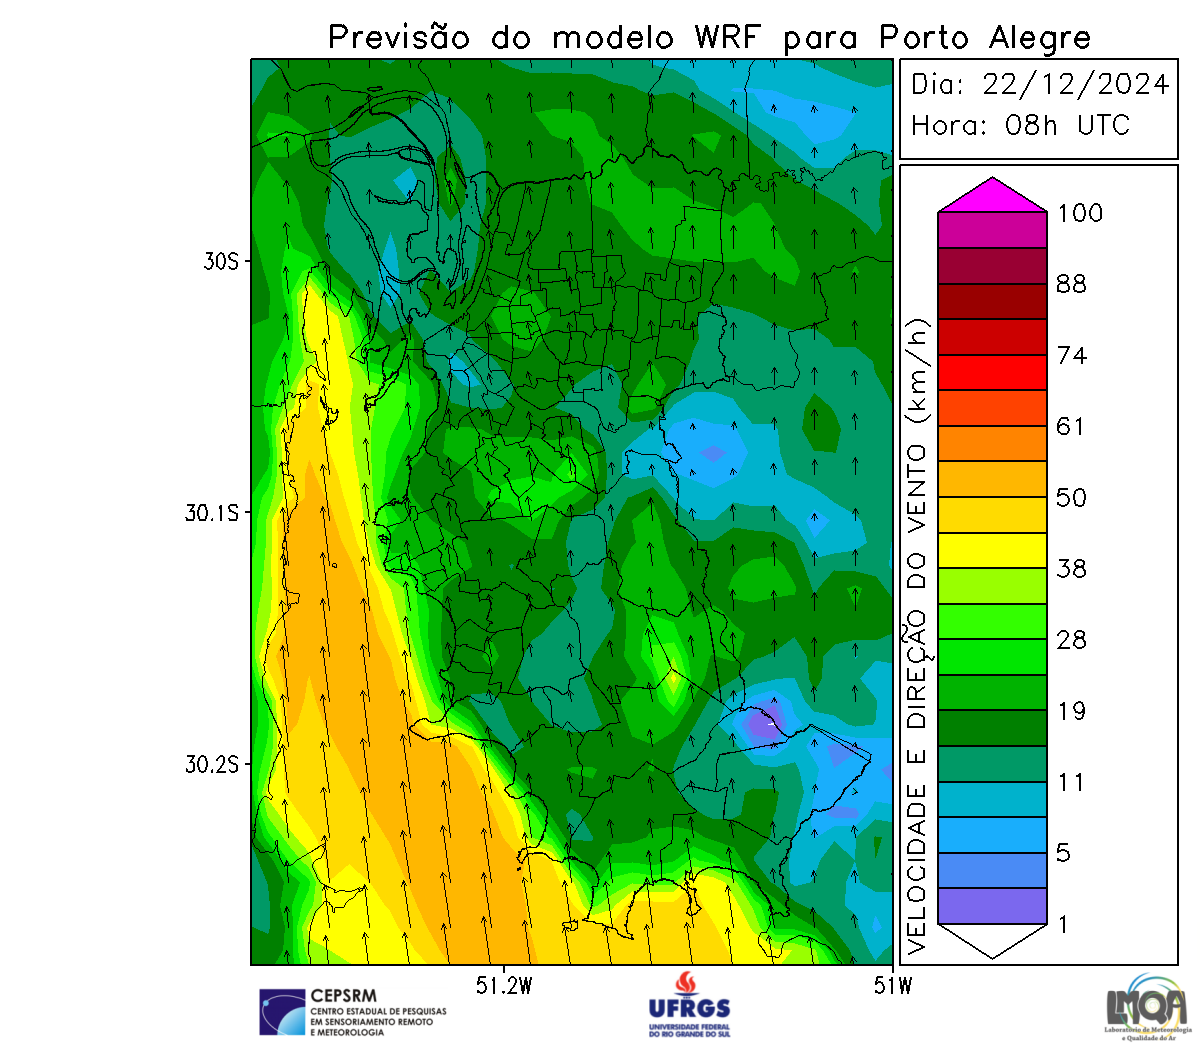 Previsão do modelo WRF para Porto Alegre
Dia: 22/12/2024
Hora: 08h UTC
30S
30.1S
30.2S
51.2W
51W
VELOCIDADE E DIREÇÃO DO VENTO (km/h)
100
88
74
61
50
38
28
19
11
5
1
CEPSRM
CENTRO ESTADUAL DE PESQUISAS
EM SENSORIAMENTO REMOTO
E METEOROLOGIA
UFRGS
UNIVERSIDADE FEDERAL
DO RIO GRANDE DO SUL
LMQA
Laboratório de Meteorologia
e Qualidade do Ar